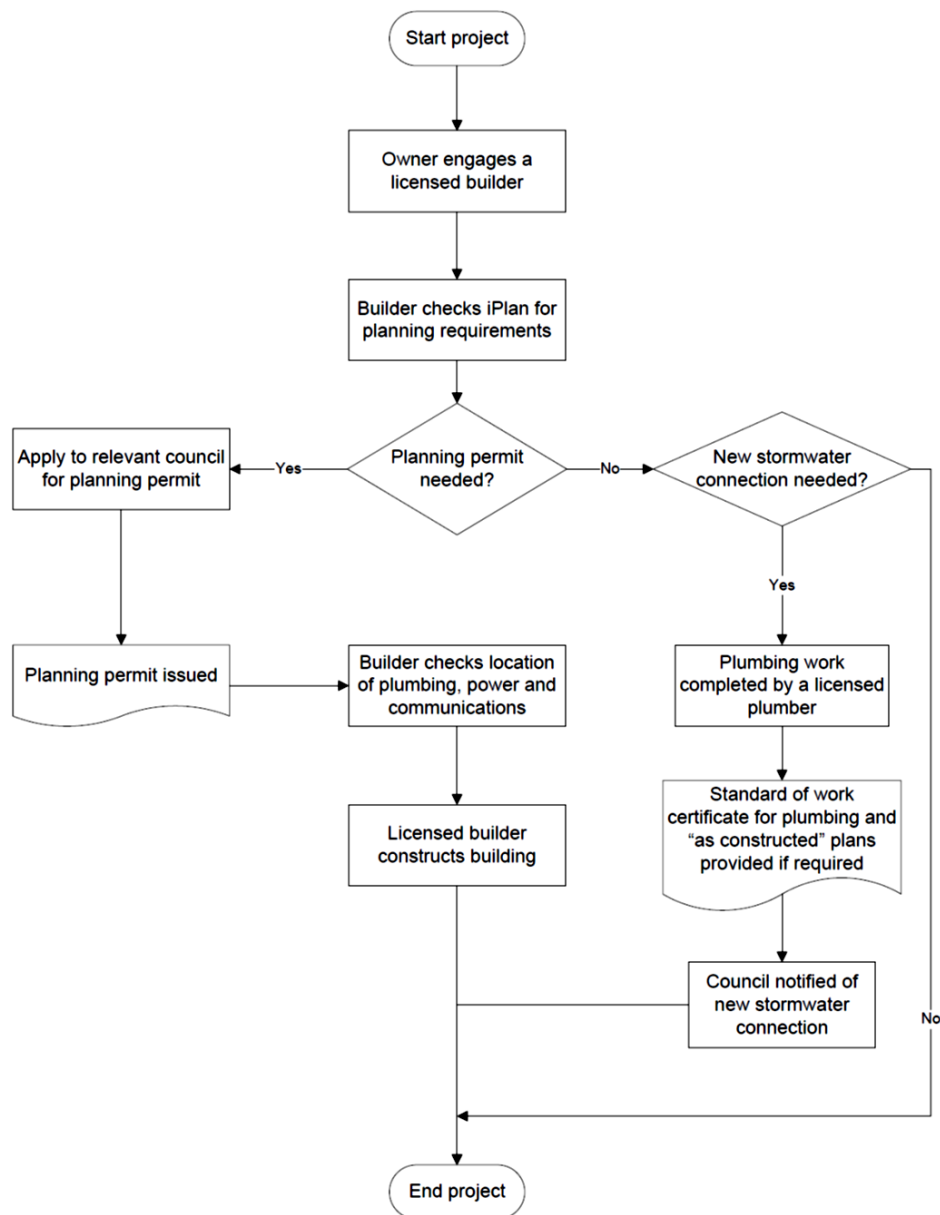 Start project
Owner engages a
licensed builder
Builder checks iPlan for
planning requirements
Planning permit
needed?
Yes
Apply to relevant council
for planning permit
No
New stormwater
connection needed?
Yes
Planning permit issued
Builder checks location
of plumbing, power and
communications
Plumbing work
completed by a licensed
plumber
Licensed builder
constructs building
Standard of work
certificate for plumbing and
“as constructed” plans
provided if required
Council notified of
new stormwater
connection
No
End project